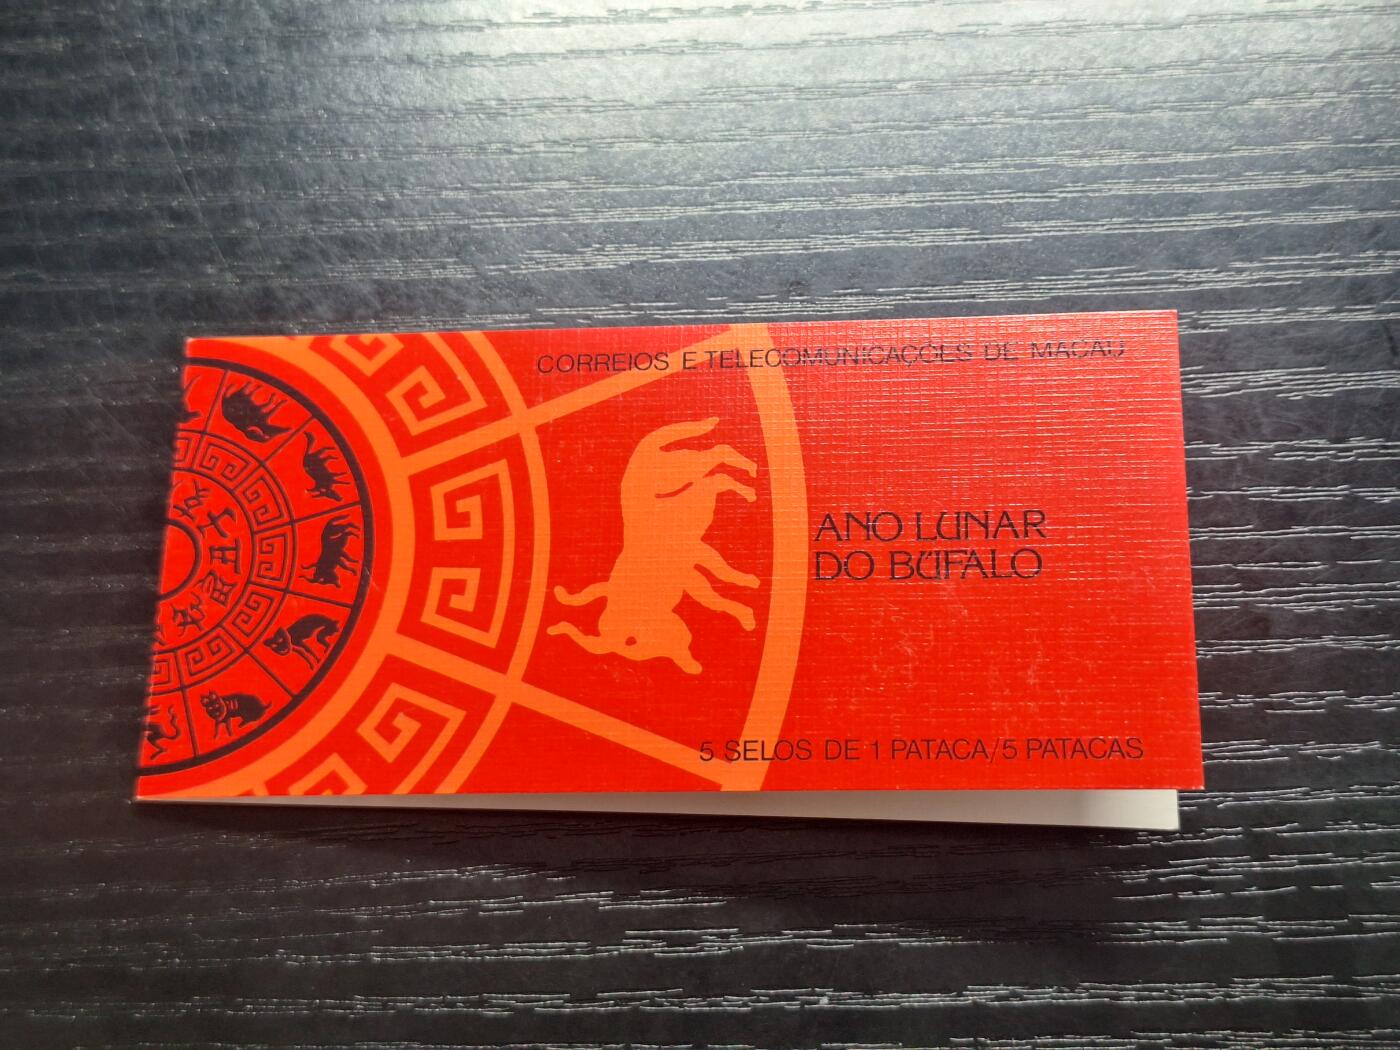 CORREIOS E TELECOMUNICAÇÕES DE MACAU
ANO LUNAR
DO BÚFALO
5 SELOS DE 1 PATACA/5 PATACAS